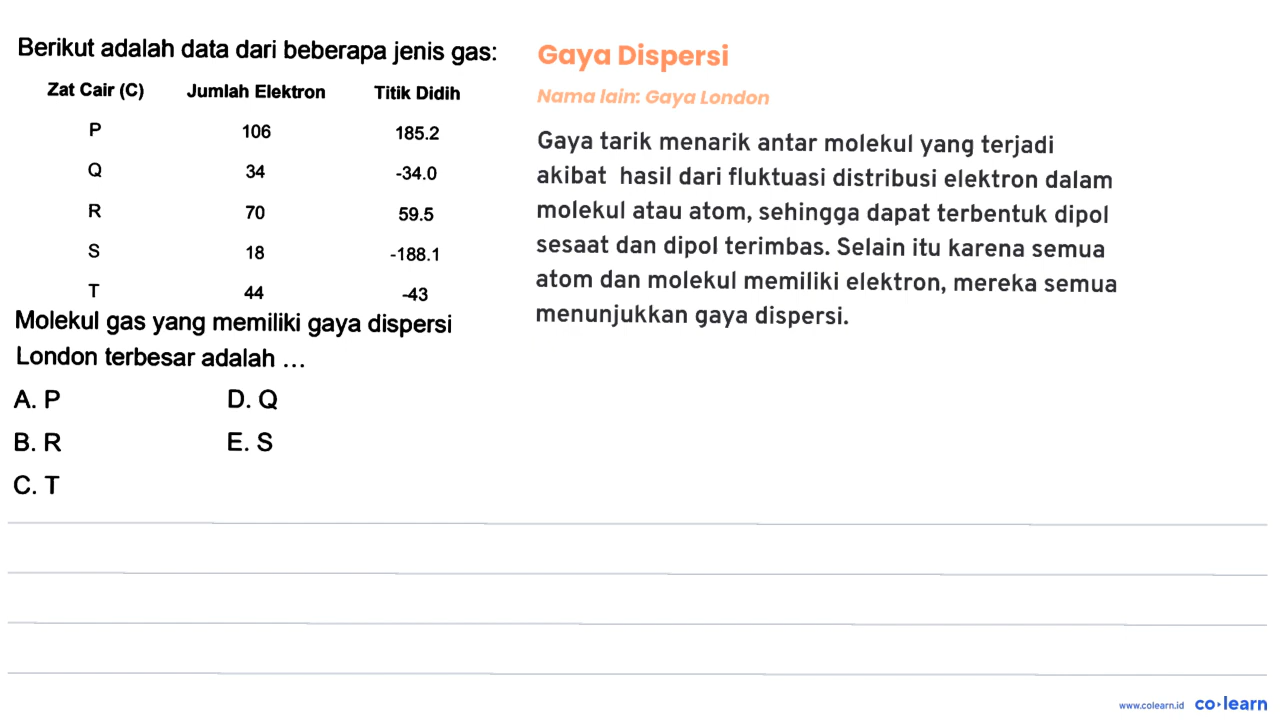 Berikut adalah data dari beberapa jenis gas:
Zat Cair (C) Jumlah Elektron Titik Didih
P 106 185.2
Q 34 -34.0
R 70 59.5
S 18 -188.1
T 44 -43
Molekul gas yang memiliki gaya dispersi
London terbesar adalah ...
A. P D. Q
B. R E. S
C. T
Gaya Dispersi
Nama lain: Gaya London
Gaya tarik menarik antar molekul yang terjadi
akibat hasil dari fluktuasi distribusi elektron dalam
molekul atau atom, sehingga dapat terbentuk dipol
sesaat dan dipol terimbas. Selain itu karena semua
atom dan molekul memiliki elektron, mereka semua
menunjukkan gaya dispersi.
www.colearn.id co·learn